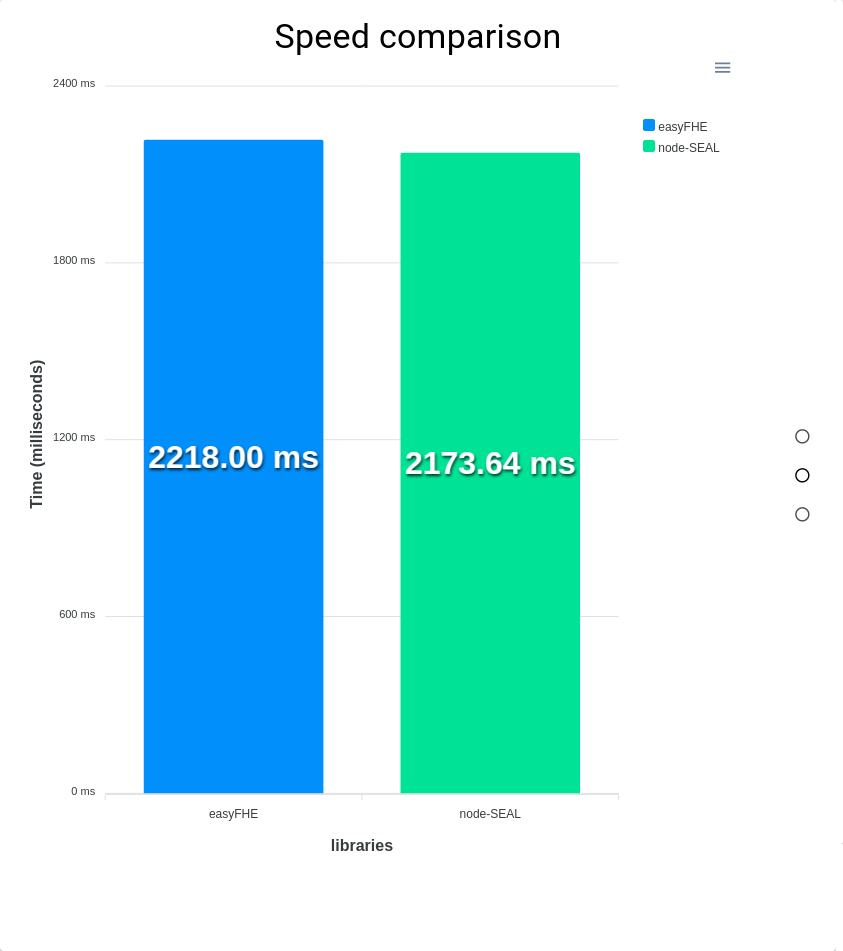 Speed comparison
2400 ms
easyFHE
node-SEAL
1800 ms
Time (milliseconds)
1200 ms
2218.00 ms
2173.64 ms
600 ms
0 ms
easyFHE
node-SEAL
libraries